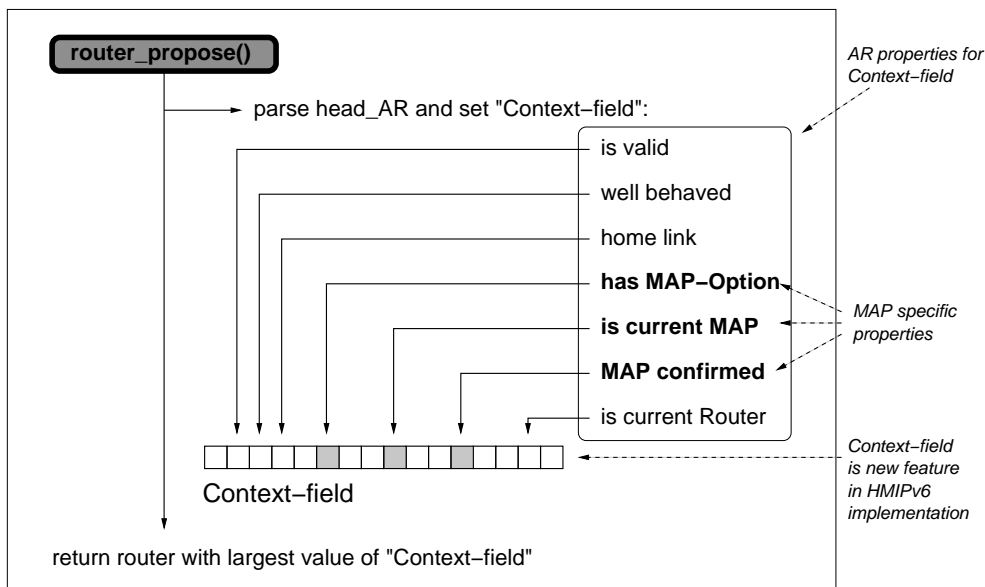 router_propose()
AR properties for
Context−field
parse head_AR and set "Context−field":
is valid
well behaved
home link
has MAP−Option
is current MAP
MAP confirmed
is current Router
MAP specific
properties
Context−field
Context−field
is new feature
in HMIPv6
implementation
return router with largest value of "Context−field"